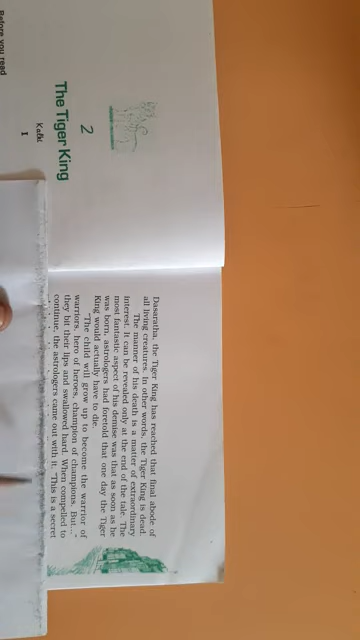 2
The Tiger King
Kalki
I
Before you read
Dasaratha, the Tiger King has reached that final abode of
all living creatures. In other words, the Tiger King is dead.
The manner of his death is a matter of extraordinary
interest. It can be revealed only at the end of the tale. The
most fantastic aspect of his demise was that as soon as he
was born, astrologers had foretold that one day the Tiger
King would actually have to die.
"The child will grow up to become the warrior of
warriors, hero of heroes, champion of champions. But..."
they bit their lips and swallowed hard. When compelled to
continue, the astrologers came out with it. "This is a secret